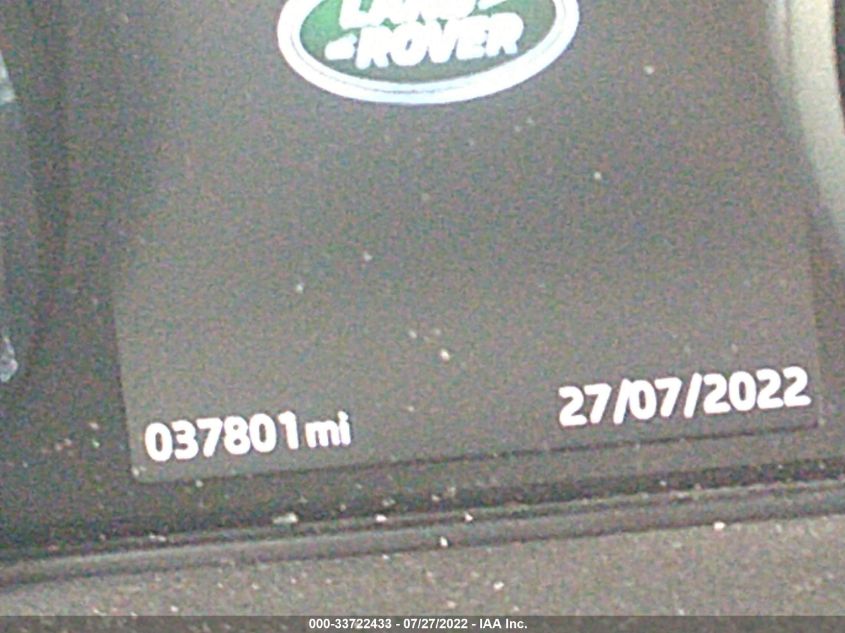 LAND
ROVER
037801mi
27/07/2022
000-33722433 - 07/27/2022 - IAA Inc.